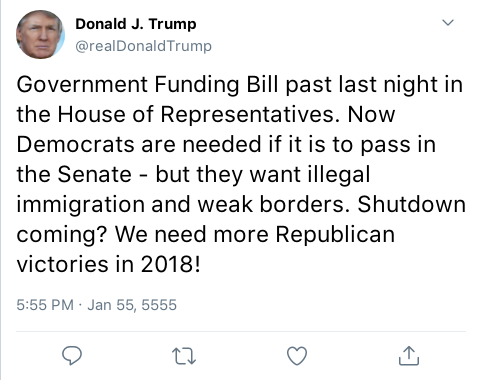 Donald J. Trump
@realDonaldTrump
Government Funding Bill past last night in
the House of Representatives. Now
Democrats are needed if it is to pass in
the Senate - but they want illegal
immigration and weak borders. Shutdown
coming? We need more Republican
victories in 2018!
5:55 PM · Jan 55, 5555